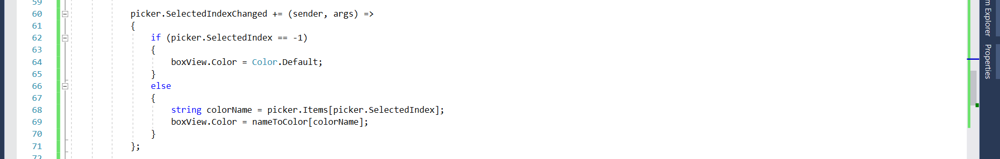 59
60 picker.SelectedIndexChanged += (sender, args) =>
61 {
62 if (picker.SelectedIndex == -1)
63 {
64 boxView.Color = Color.Default;
65 }
66 else
67 {
68 string colorName = picker.Items[picker.SelectedIndex];
69 boxView.Color = nameToColor[colorName];
70 }
71 };
72
m Explorer
Properties